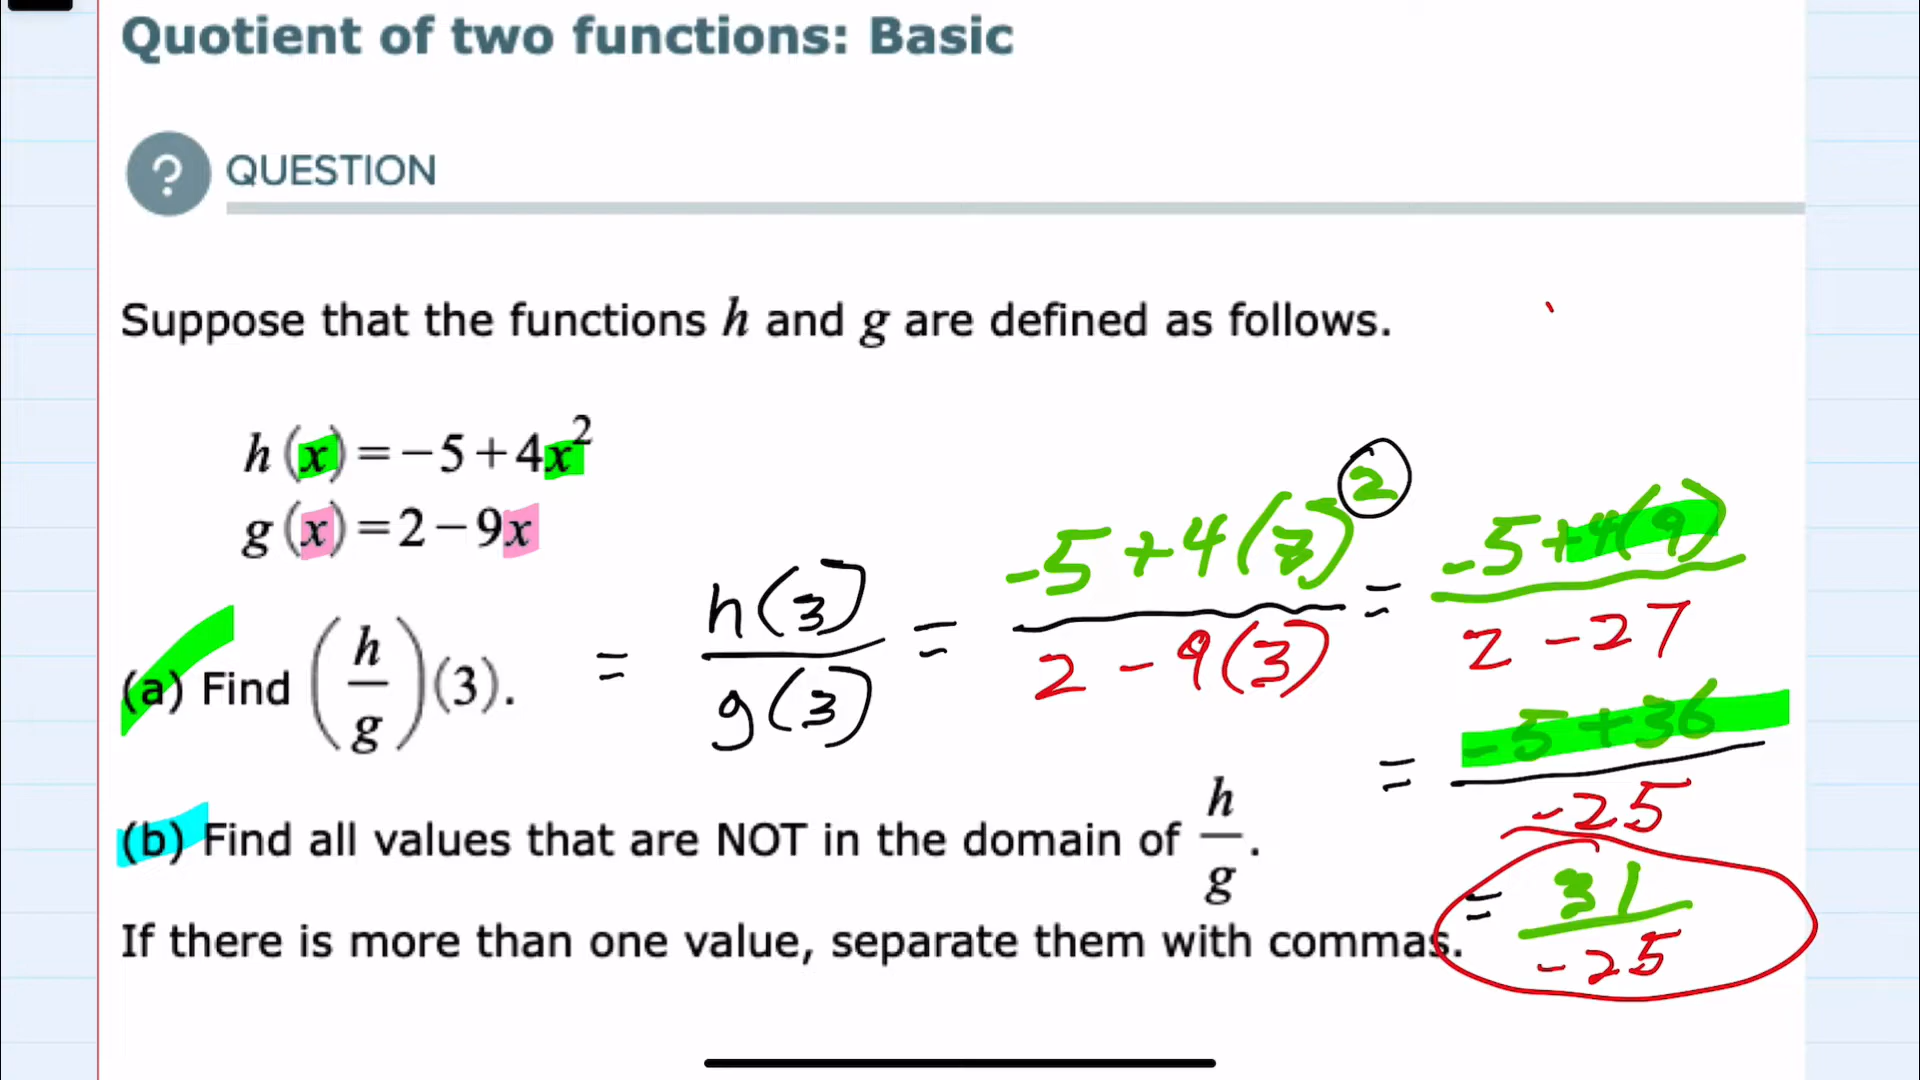 Quotient of two functions: Basic
? QUESTION
Suppose that the functions h and g are defined as follows.
h(x)=−5+4x²
g(x)=2−9x
(a) Find (h/g)(3). = h(3)/g(3) = -5+4(3)²/2-9(3) = -5+4(9)/2-27
= -5+36/-25
(b) Find all values that are NOT in the domain of h/g.
= 31/-25
If there is more than one value, separate them with commas.